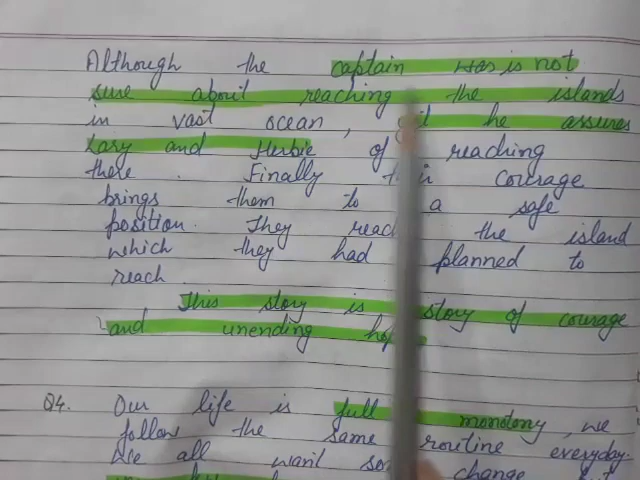 Although the captain Has is not
sure about reaching the islands
in vast ocean, he assures
Lary and Herbie of reaching
there. Finally courage
brings them to a safe
position. They the island
which they had planned to
reach
This story is story of courage
and unending
Q4. Our life is full monotony, we
follow the same routine everyday.
We all want change